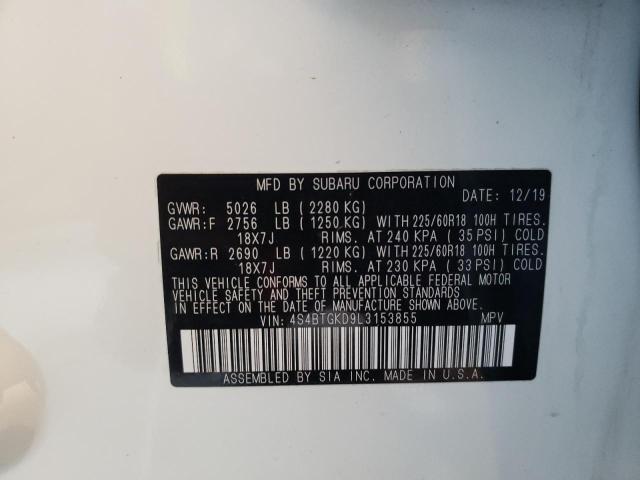 MFD BY SUBARU CORPORATION
DATE: 12/19
GVWR: 5026 LB (2280 KG)
GAWR:F 2756 LB (1250 KG) WITH 225/60R18 100H TIRES.
18X7J RIMS. AT 240 KPA (35 PSI) COLD
GAWR:R 2690 LB (1220 KG) WITH 225/60R18 100H TIRES.
18X7J RIMS. AT 230 KPA (33 PSI) COLD
THIS VEHICLE CONFORMS TO ALL APPLICABLE FEDERAL MOTOR
VEHICLE SAFETY AND THEFT PREVENTION STANDARDS
IN EFFECT ON THE DATE OF MANUFACTURE SHOWN ABOVE.
VIN: 4S4BTGKD9L3153855 MPV
ASSEMBLED BY SIA INC. MADE IN U.S.A.